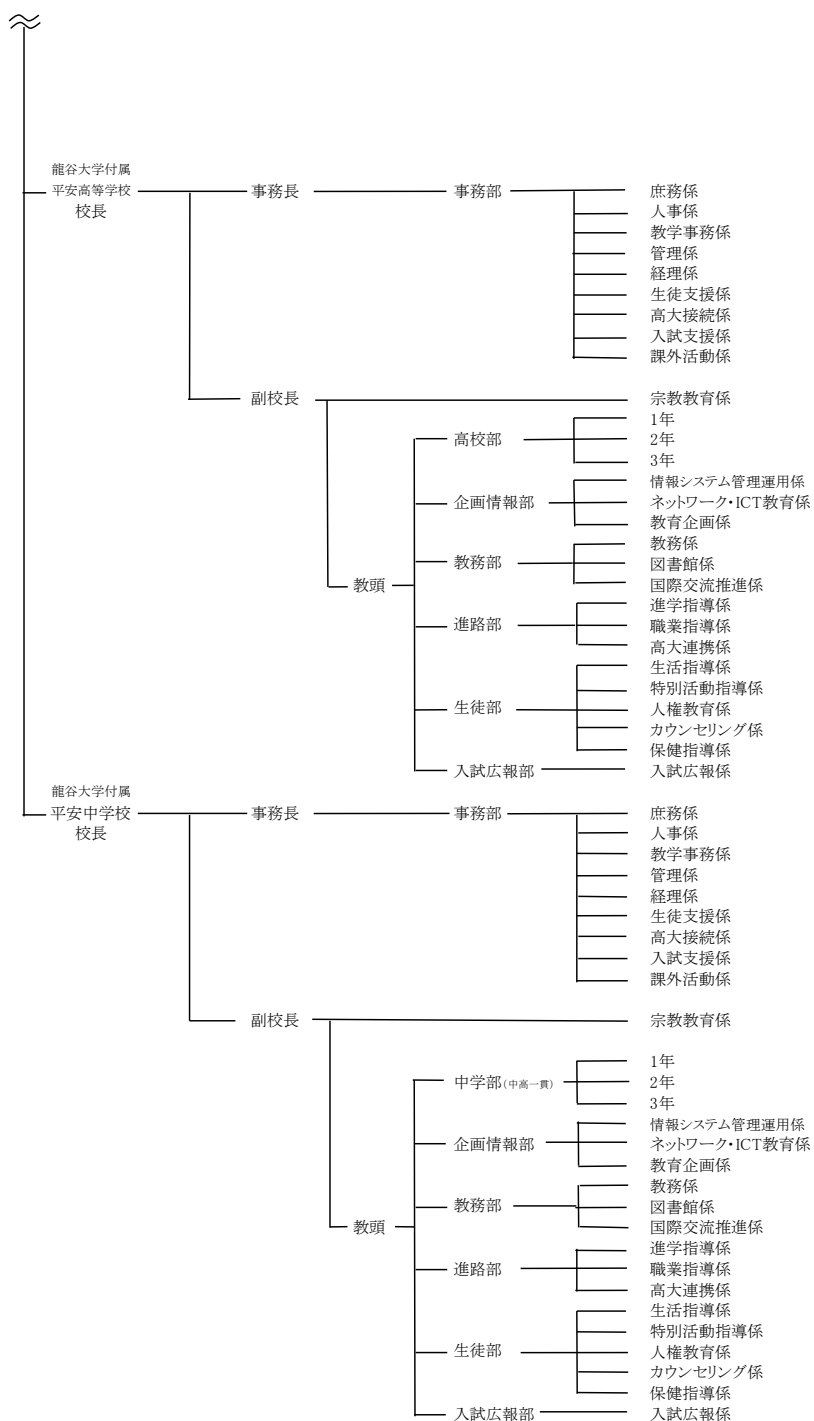 龍谷大学付属
平安高等学校
校長
事務長
事務部
庶務係
人事係
教学事務係
管理係
経理係
生徒支援係
高大接続係
入試支援係
課外活動係
副校長
宗教教育係
教頭
高校部
1年
2年
3年
企画情報部
情報システム管理運用係
ネットワーク・ICT教育係
教育企画係
教務部
教務係
図書館係
国際交流推進係
進路部
進学指導係
職業指導係
高大連携係
生徒部
生活指導係
特別活動指導係
人権教育係
カウンセリング係
保健指導係
入試広報部
入試広報係
龍谷大学付属
平安中学校
校長
事務長
事務部
庶務係
人事係
教学事務係
管理係
経理係
生徒支援係
高大接続係
入試支援係
課外活動係
副校長
宗教教育係
教頭
中学部(中高一貫)
1年
2年
3年
企画情報部
情報システム管理運用係
ネットワーク・ICT教育係
教育企画係
教務部
教務係
図書館係
国際交流推進係
進路部
進学指導係
職業指導係
高大連携係
生徒部
生活指導係
特別活動指導係
人権教育係
カウンセリング係
保健指導係
入試広報部
入試広報係